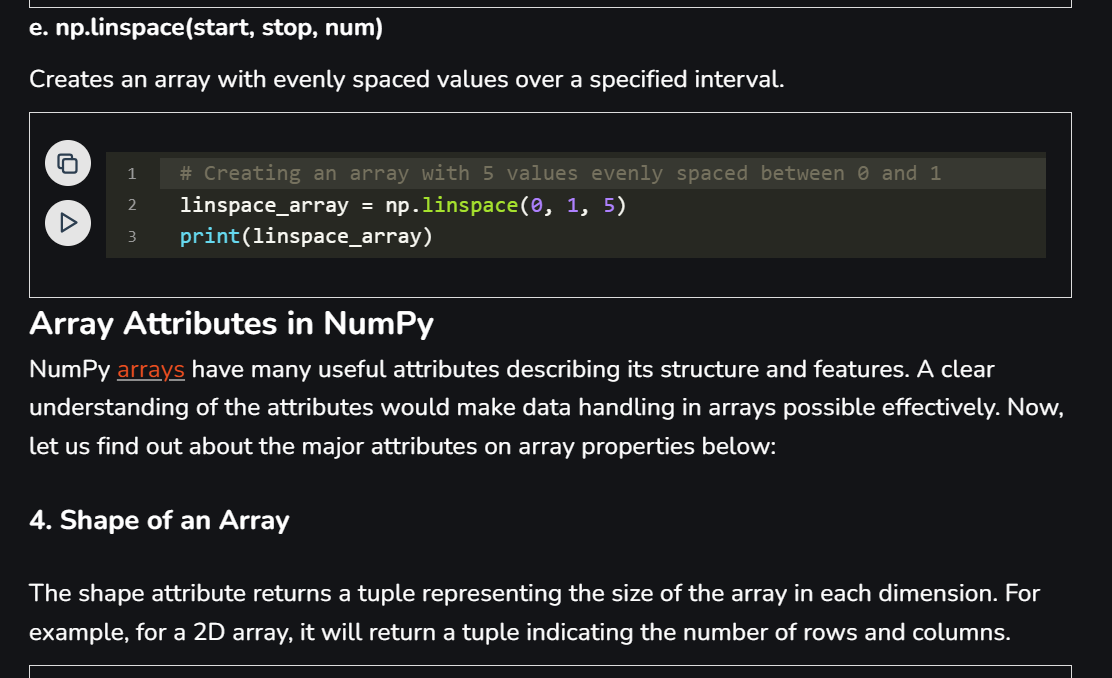 e. np.linspace(start, stop, num)
Creates an array with evenly spaced values over a specified interval.
1 # Creating an array with 5 values evenly spaced between 0 and 1
2 linspace_array = np.linspace(0, 1, 5)
3 print(linspace_array)
Array Attributes in NumPy
NumPy arrays have many useful attributes describing its structure and features. A clear
understanding of the attributes would make data handling in arrays possible effectively. Now,
let us find out about the major attributes on array properties below:
4. Shape of an Array
The shape attribute returns a tuple representing the size of the array in each dimension. For
example, for a 2D array, it will return a tuple indicating the number of rows and columns.